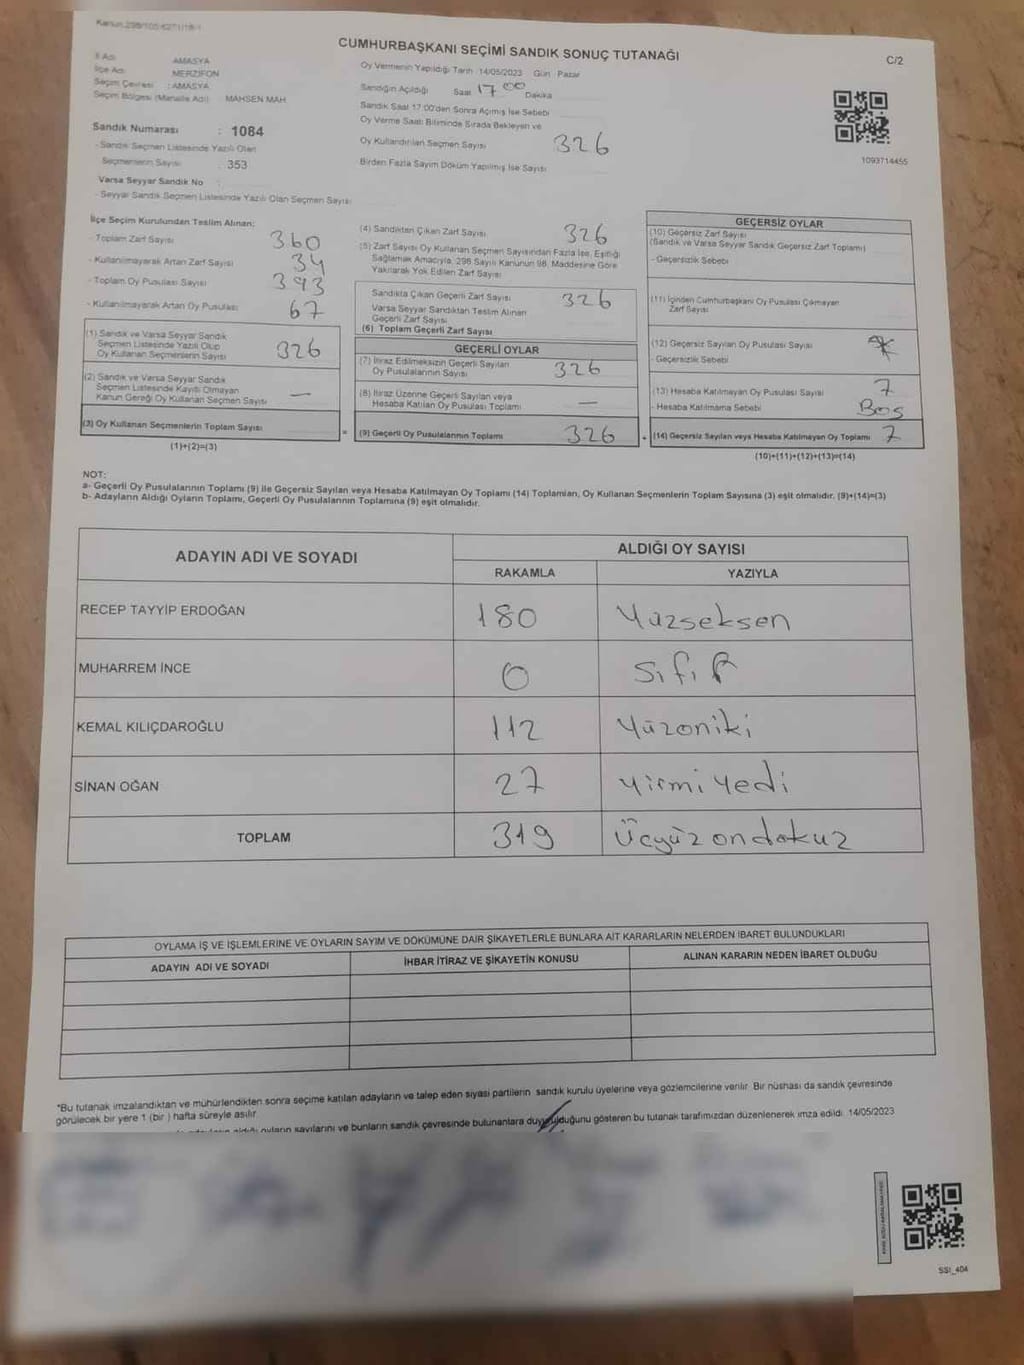 Kanun 298/105-6271/18-1
CUMHURBAŞKANI SEÇİMİ SANDIK SONUÇ TUTANAĞI
C/2
İl Adı AMASYA
İlçe Adı MERZİFON
Seçim Çevresi : AMASYA
Seçim Bölgesi (Mahalle Adı) MAHSEN MAH
Sandık Numarası : 1084
- Sandık Seçmen Listesinde Yazılı Olan
Seçmenlerin Sayısı 353
Varsa Seyyar Sandık No
- Seyyar Sandık Seçmen Listesinde Yazılı Olan Seçmen Sayısı
Oy Vermenin Yapıldığı Tarih 14/05/2023 Gün Pazar
Sandığın Açıldığı Saat 17 00 Dakika
Sandık Saat 17:00'den Sonra Açılmış İse Sebebi
Oy Verme Saati Bitiminde Sırada Bekleyen ve
Oy Kullandırılan Seçmen Sayısı 326
Birden Fazla Sayım Döküm Yapılmış İse Sayısı
1093714455
İlçe Seçim Kurulundan Teslim Alınan:
- Toplam Zarf Sayısı 360
- Kullanılmayarak Artan Zarf Sayısı 34
- Toplam Oy Pusulası Sayısı 393
- Kullanılmayarak Artan Oy Pusulası 67
(1) Sandık ve Varsa Seyyar Sandık
Seçmen Listesinde Yazılı Olup
Oy Kullanan Seçmenlerin Sayısı 326
(2) Sandık ve Varsa Seyyar Sandık
Seçmen Listesinde Kayıtlı Olmayan
Kanun Gereği Oy Kullanan Seçmen Sayısı —
(3) Oy Kullanan Seçmenlerin Toplam Sayısı
(1)+(2)=(3)
(4) Sandıktan Çıkan Zarf Sayısı 326
(5) Zarf Sayısı Oy Kullanan Seçmen Sayısından Fazla İse, Eşitliği
Sağlamak Amacıyla, 298 Sayılı Kanunun 98. Maddesine Göre
Yakılarak Yok Edilen Zarf Sayısı
Sandıkta Çıkan Geçerli Zarf Sayısı 326
Varsa Seyyar Sandıktan Teslim Alınan
Geçerli Zarf Sayısı
(6) Toplam Geçerli Zarf Sayısı
GEÇERLİ OYLAR
(7) İtiraz Edilmeksizin Geçerli Sayılan
Oy Pusulalarının Sayısı 326
(8) İtiraz Üzerine Geçerli Sayılan veya
Hesaba Katılan Oy Pusulası Toplamı —
= (9) Geçerli Oy Pusulalarının Toplamı 326
GEÇERSİZ OYLAR
(10) Geçersiz Zarf Sayısı
(Sandık ve Varsa Seyyar Sandık Geçersiz Zarf Toplamı)
- Geçersizlik Sebebi
(11) İçinden Cumhurbaşkanı Oy Pusulası Çıkmayan
Zarf Sayısı
(12) Geçersiz Sayılan Oy Pusulası Sayısı
- Geçersizlik Sebebi
(13) Hesaba Katılmayan Oy Pusulası Sayısı 7
- Hesaba Katılmama Sebebi Boş
+ (14) Geçersiz Sayılan veya Hesaba Katılmayan Oy Toplamı 7
(10)+(11)+(12)+(13)=(14)
NOT:
a- Geçerli Oy Pusulalarının Toplamı (9) ile Geçersiz Sayılan veya Hesaba Katılmayan Oy Toplamı (14) Toplamları, Oy Kullanan Seçmenlerin Toplam Sayısına (3) eşit olmalıdır. (9)+(14)=(3)
b- Adayların Aldığı Oyların Toplamı, Geçerli Oy Pusulalarının Toplamına (9) eşit olmalıdır.
ADAYIN ADI VE SOYADI
ALDIĞI OY SAYISI
RAKAMLA YAZIYLA
RECEP TAYYİP ERDOĞAN 180 Yüzseksen
MUHARREM İNCE 0 Sıfır
KEMAL KILIÇDAROĞLU 112 Yüzoniki
SİNAN OĞAN 27 Yirmiyedi
TOPLAM 319 Üçyüzondokuz
OYLAMA İŞ VE İŞLEMLERİNE VE OYLARIN SAYIM VE DÖKÜMÜNE DAİR ŞİKAYETLERLE BUNLARA AİT KARARLARIN NELERDEN İBARET BULUNDUKLARI
ADAYIN ADI VE SOYADI İHBAR İTİRAZ VE ŞİKAYETİN KONUSU ALINAN KARARIN NEDEN İBARET OLDUĞU
*Bu tutanak imzalandıktan ve mühürlendikten sonra seçime katılan adayların ve talep eden siyasi partilerin sandık kurulu üyelerine veya gözlemcilerine verilir. Bir nüshası da sandık çevresinde
görülecek bir yere 1 (bir) hafta süreyle asılır.
aldığı oyların sayılarını ve bunların sandık çevresinde bulunanlara duyurulduğunu gösteren bu tutanak tarafımızdan düzenlenerek imza edildi. 14/05/2023
SSI_404